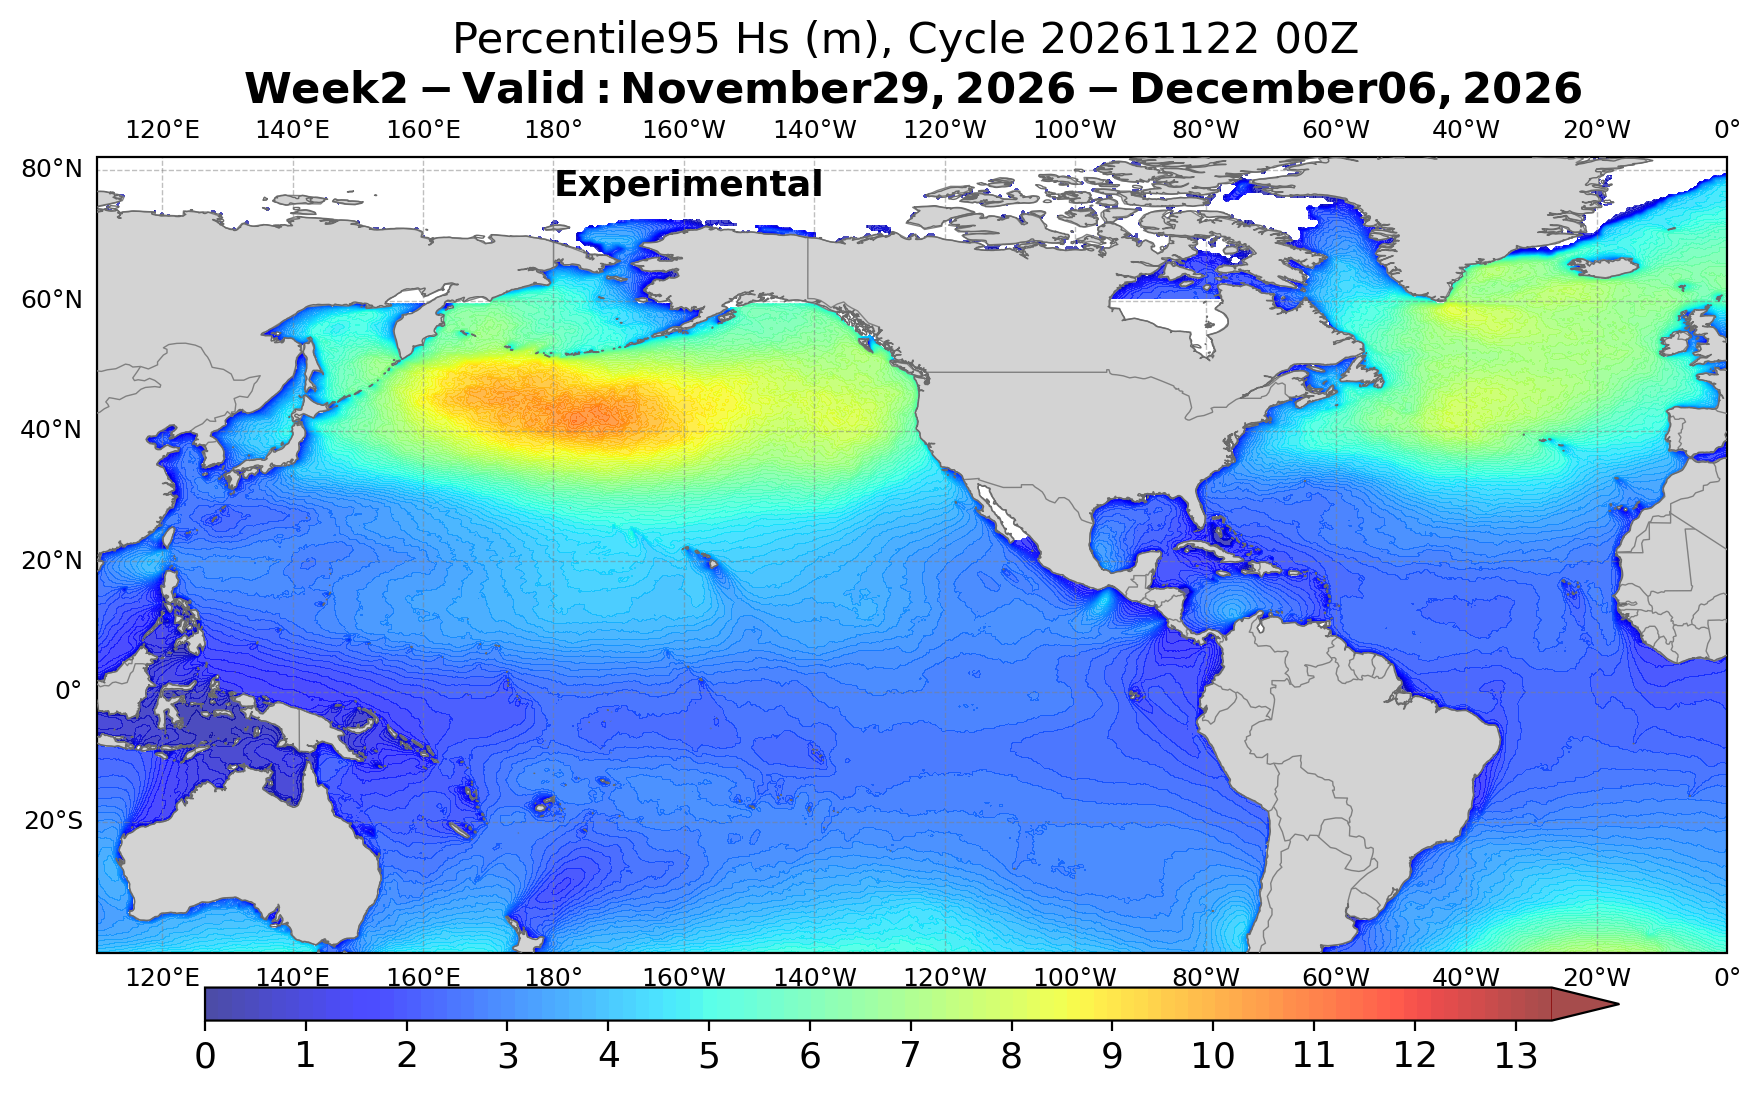 Percentile95 Hs (m), Cycle 20261122 00Z
Week2 − Valid : November29, 2026 − December06, 2026
120°E 140°E 160°E 180° 160°W 140°W 120°W 100°W 80°W 60°W 40°W 20°W 0°
80°N
Experimental
60°N
40°N
20°N
0°
20°S
120°E 140°E 160°E 180° 160°W 140°W 120°W 100°W 80°W 60°W 40°W 20°W 0°
0 1 2 3 4 5 6 7 8 9 10 11 12 13